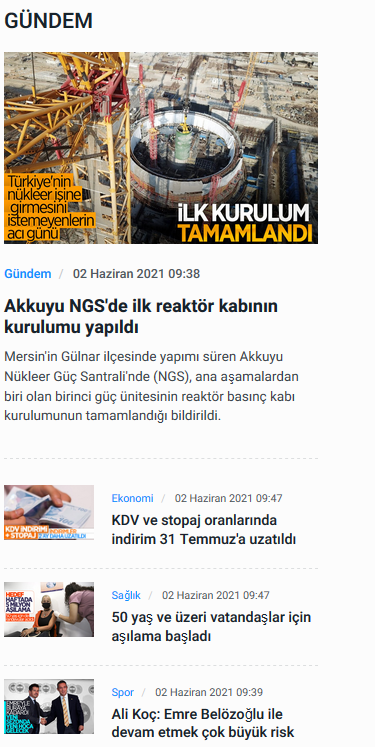 GÜNDEM
Türkiye'nin
nükleer işine
girmesini
istemeyenlerin
acı günü
İLK KURULUM
TAMAMLANDI
Gündem / 02 Haziran 2021 09:38
Akkuyu NGS'de ilk reaktör kabının
kurulumu yapıldı
Mersin'in Gülnar ilçesinde yapımı süren Akkuyu
Nükleer Güç Santrali'nde (NGS), ana aşamalardan
biri olan birinci güç ünitesinin reaktör basınç kabı
kurulumunun tamamlandığı bildirildi.
Ekonomi / 02 Haziran 2021 09:47
KDV ve stopaj oranlarında
indirim 31 Temmuz'a uzatıldı
KDV İNDİRİMİ
+ STOPAJ
Sağlık / 02 Haziran 2021 09:47
50 yaş ve üzeri vatandaşlar için
aşılama başladı
HEDEF
HAFTADA
5 MİLYON
AŞILAMA
Spor / 02 Haziran 2021 09:39
Ali Koç: Emre Belözoğlu ile
devam etmek çok büyük risk
EMREYLE
BURAYA
KADARDI